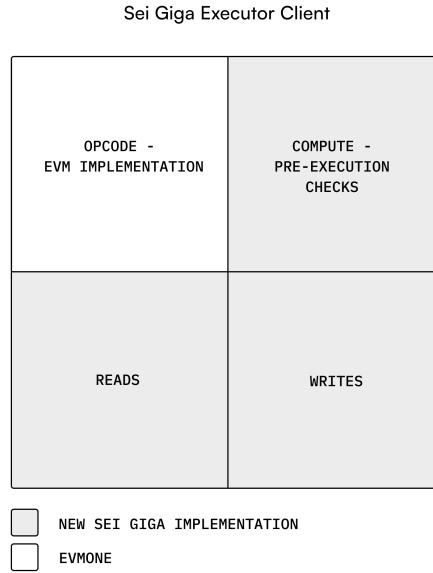 Sei Giga Executor Client
OPCODE -
EVM IMPLEMENTATION
COMPUTE -
PRE-EXECUTION
CHECKS
READS
WRITES
NEW SEI GIGA IMPLEMENTATION
EVMONE